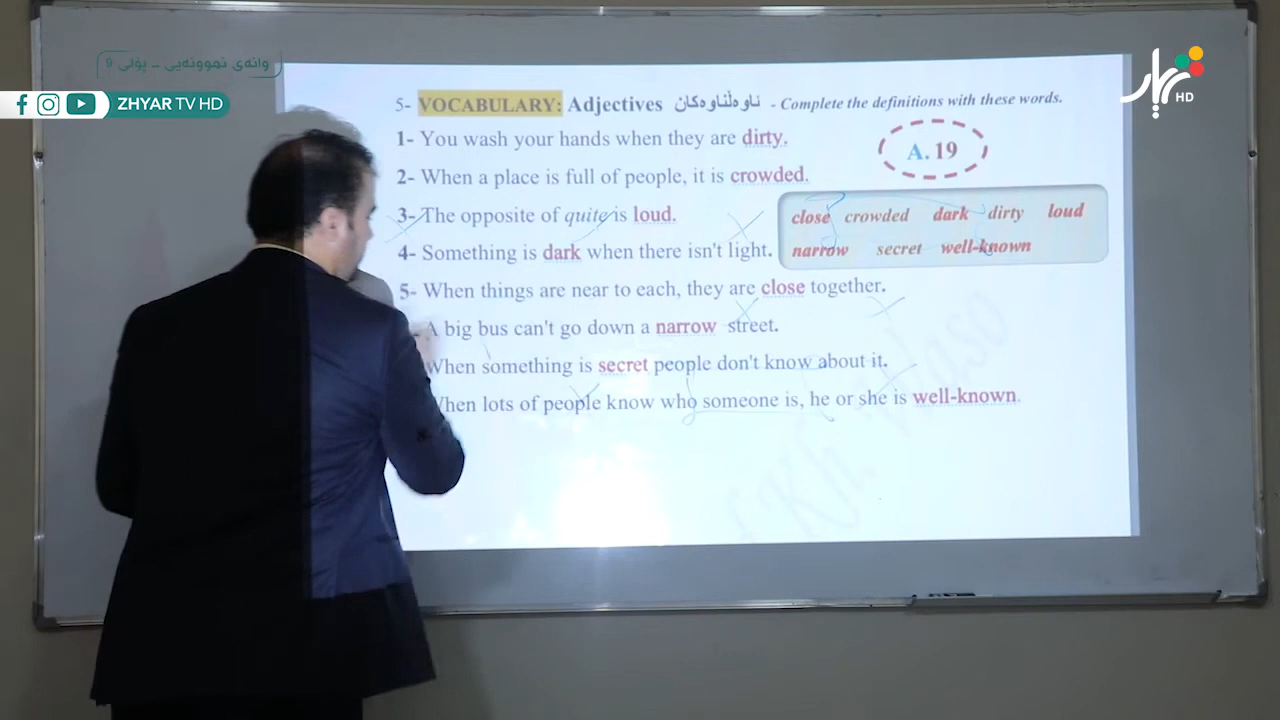 وانەی نموونەیی - پۆلی 9
ZHYAR TV HD
ژیار
HD
5- VOCABULARY: Adjectives ئاوەڵناوەکان - Complete the definitions with these words.
A. 19
1- You wash your hands when they are dirty.
2- When a place is full of people, it is crowded.
3- The opposite of quite is loud.
4- Something is dark when there isn't light.
5- When things are near to each, they are close together.
A big bus can't go down a narrow street.
When something is secret people don't know about it.
When lots of people know who someone is, he or she is well-known.
close crowded dark dirty loud
narrow secret well-known
Kh.